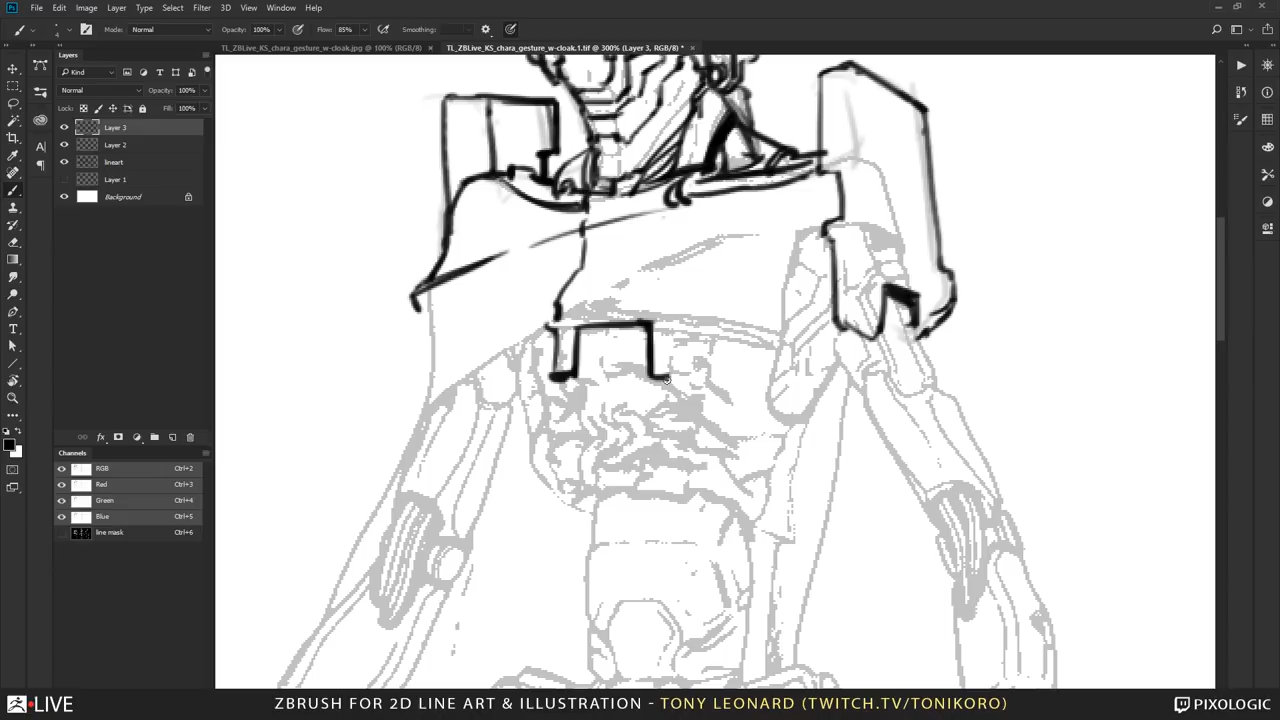 Ps File Edit Image Layer Type Select Filter 3D View Window Help
4 Mode: Normal Opacity: 100% Flow: 85% Smoothing:
TL_ZBLive_KS_chara_gesture_w-cloak.jpg @ 100% (RGB/8) × TL_ZBLive_KS_chara_gesture_w-cloak.1.tif @ 300% (Layer 3, RGB/8) * ×
Layers
Kind
Normal Opacity: 100%
Lock: Fill: 100%
Layer 3
Layer 2
lineart
Layer 1
Background
fx
Channels
RGB Ctrl+2
Red Ctrl+3
Green Ctrl+4
Blue Ctrl+5
line mask Ctrl+6
LIVE ZBRUSH FOR 2D LINE ART & ILLUSTRATION - TONY LEONARD (TWITCH.TV/TONIKORO) PIXOLOGIC